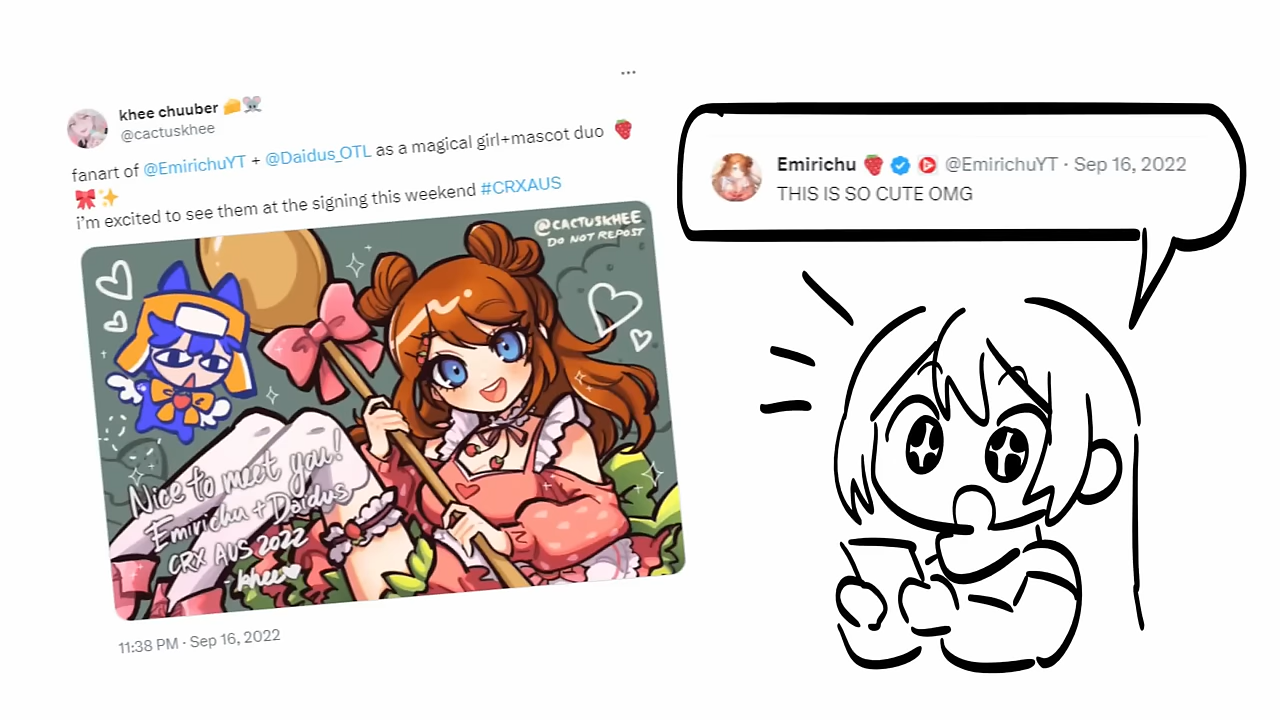 khee chuuber 🧀🐭
@cactuskhee
fanart of @EmirichuYT + @Daidus_OTL as a magical girl+mascot duo 🍓
🎀✨
i'm excited to see them at the signing this weekend #CRXAUS
@CACTUSKHEE
DO NOT REPOST
Nice to meet you!
Emirichu + Daidus
CRX AUS 2022
- khee♥
11:38 PM · Sep 16, 2022
Emirichu 🍓 @EmirichuYT · Sep 16, 2022
THIS IS SO CUTE OMG